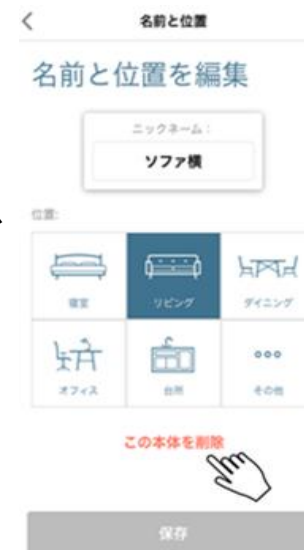 名前と位置
名前と位置を編集
ニックネーム：
ソファ横
位置:
寝室
リビング
ダイニング
オフィス
台所
その他
この本体を削除
保存